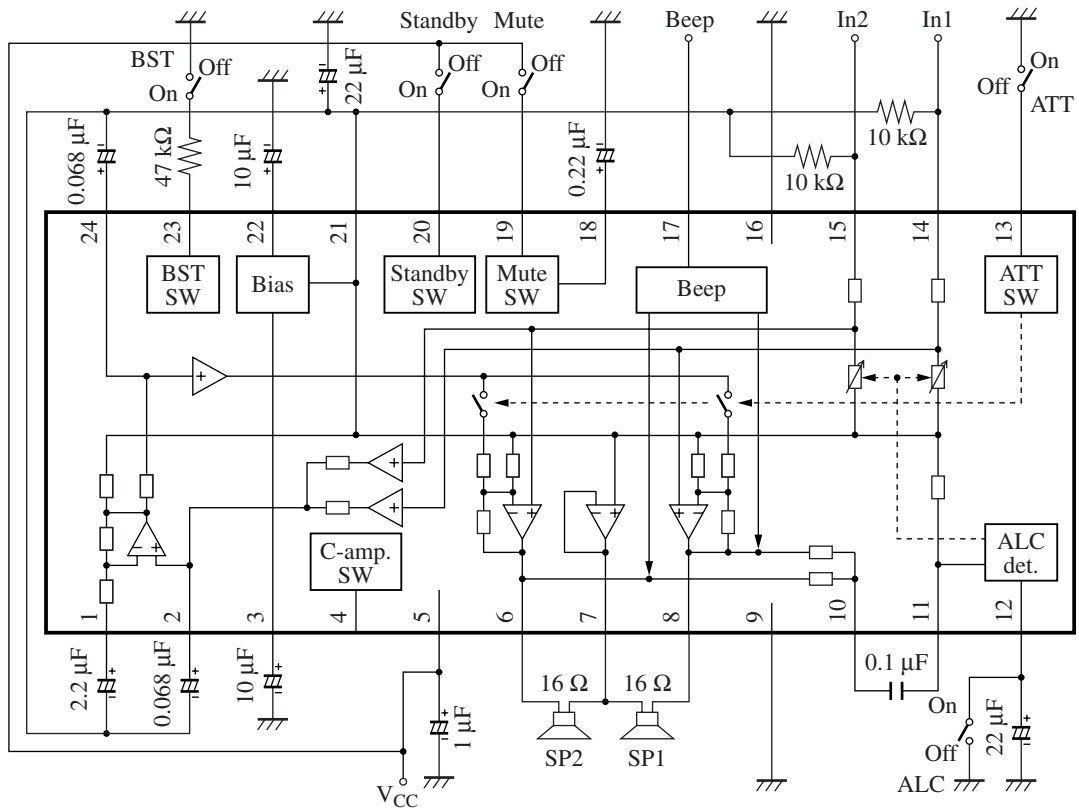 Standby Mute Beep In2 In1
BST Off
On
22 µF
Off
On
Off
On
On
Off
ATT
0.068 µF
47 kΩ
10 µF
0.22 µF
10 kΩ
10 kΩ
24 23 22 21 20 19 18 17 16 15 14 13
BST
SW
Bias
Standby
SW
Mute
SW
Beep
ATT
SW
+
+
+
− +
− +
− +
+ −
− +
C-amp.
SW
ALC
det.
1 2 3 4 5 6 7 8 9 10 11 12
2.2 µF
0.068 µF
10 µF
1 µF
16 Ω 16 Ω
SP2 SP1
0.1 µF
On
Off
22 µF
ALC
VCC